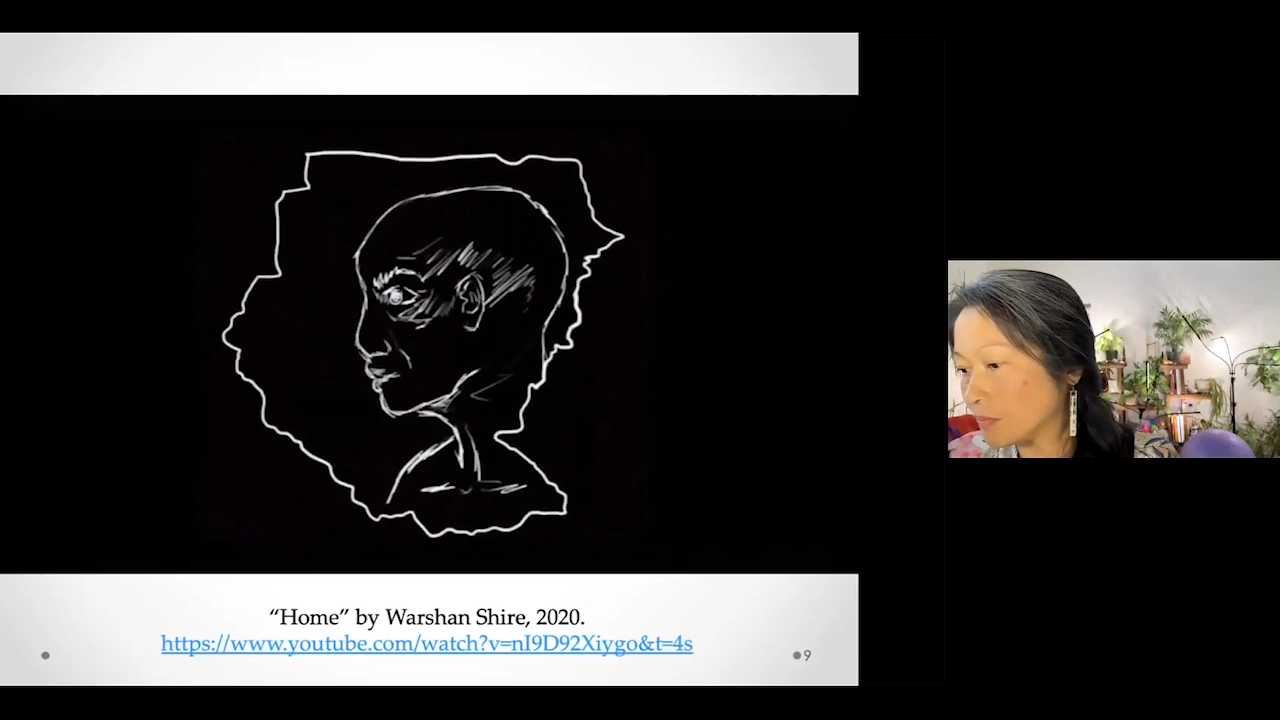 “Home” by Warshan Shire, 2020.
https://www.youtube.com/watch?v=nI9D92Xiygo&t=4s
9